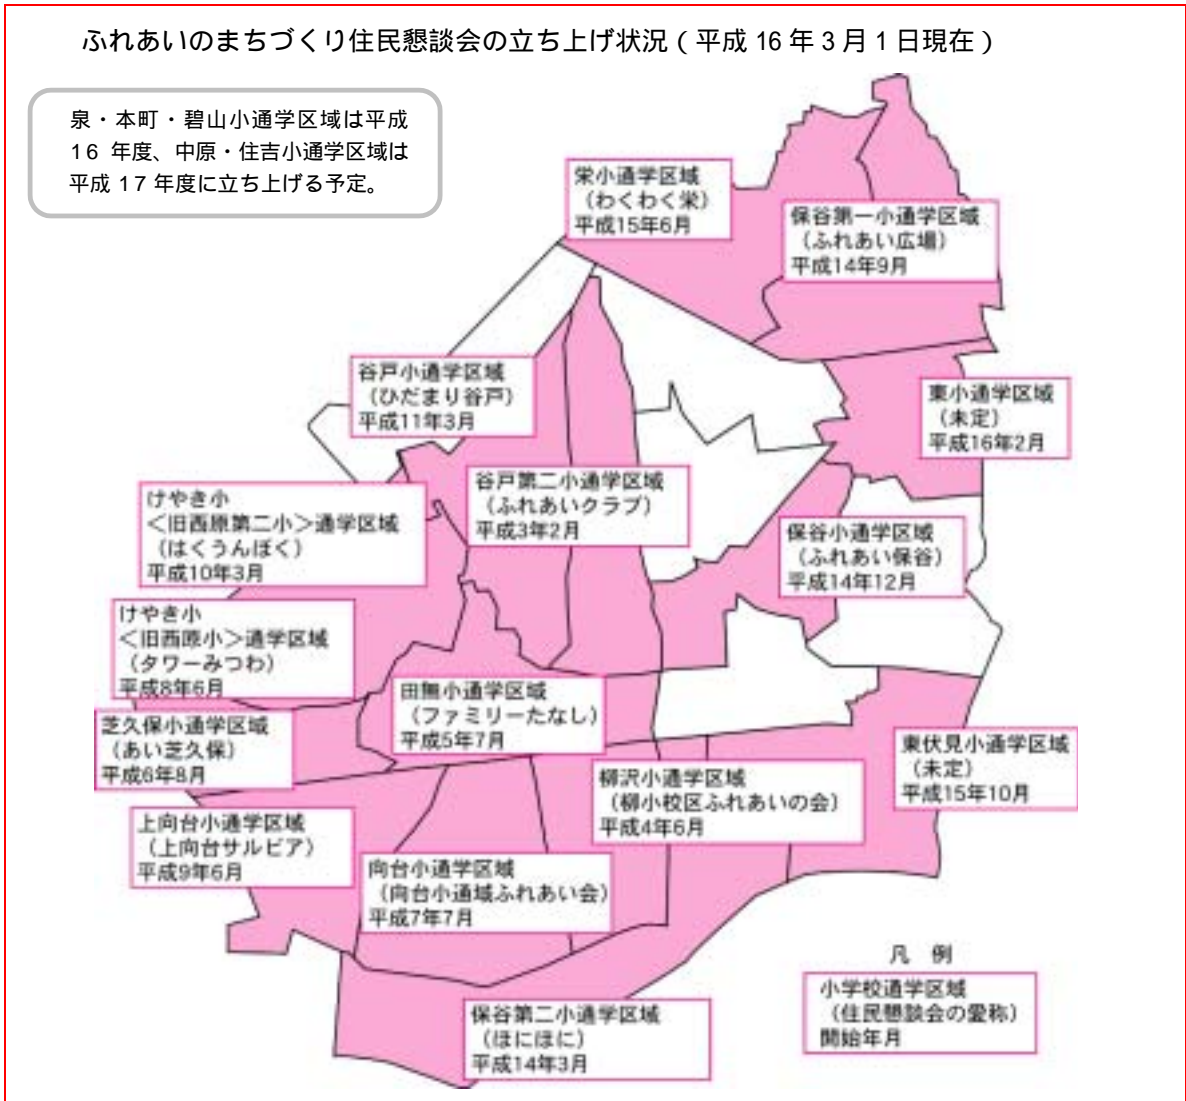 ふれあいのまちづくり住民懇談会の立ち上げ状況（平成 16 年 3 月 1 日現在）
泉・本町・碧山小通学区域は平成
16 年度、中原・住吉小通学区域は
平成 17 年度に立ち上げる予定。
栄小通学区域
（わくわく栄）
平成15年6月
保谷第一小通学区域
（ふれあい広場）
平成14年9月
谷戸小通学区域
（ひだまり谷戸）
平成11年3月
東小通学区域
（未定）
平成16年2月
谷戸第二小通学区域
（ふれあいクラブ）
平成3年2月
けやき小
＜旧西原第二小＞通学区域
（はくうんぼく）
平成10年3月
保谷小通学区域
（ふれあい保谷）
平成14年12月
けやき小
＜旧西原小＞通学区域
（タワーみつわ）
平成8年6月
田無小通学区域
（ファミリーたなし）
平成5年7月
芝久保小通学区域
（あい芝久保）
平成6年8月
東伏見小通学区域
（未定）
平成15年10月
柳沢小通学区域
（柳小校区ふれあいの会）
平成4年6月
上向台小通学区域
（上向台サルビア）
平成9年6月
向台小通学区域
（向台小通域ふれあい会）
平成7年7月
保谷第二小通学区域
（ほにほに）
平成14年3月
凡 例
小学校通学区域
（住民懇談会の愛称）
開始年月